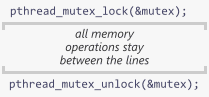 pthread_mutex_lock(&mutex);
all memory
operations stay
between the lines
pthread_mutex_unlock(&mutex);